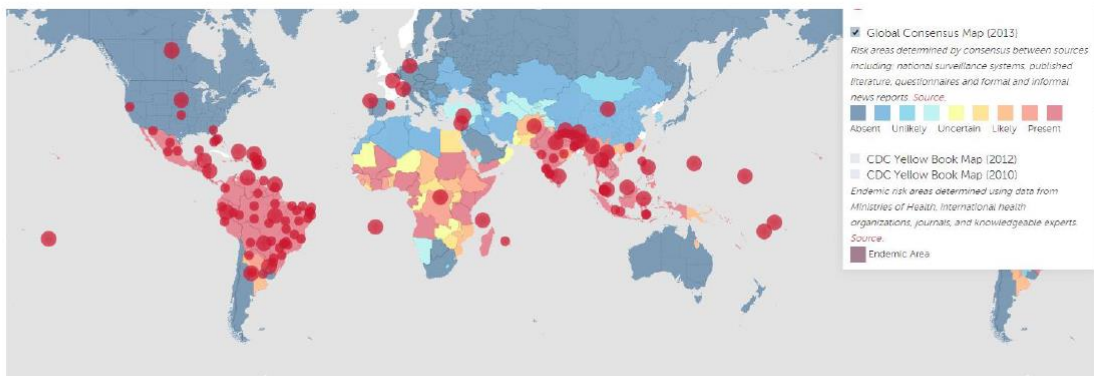 Global Consensus Map (2013)
Risk areas determined by consensus between sources
including: national surveillance systems, published
literature, questionnaires and formal and informal
news reports. Source.
Absent Unlikely Uncertain Likely Present
CDC Yellow Book Map (2012)
CDC Yellow Book Map (2010)
Endemic risk areas determined using data from
Ministries of Health, International health
organizations, journals, and knowledgeable experts.
Source.
Endemic Area